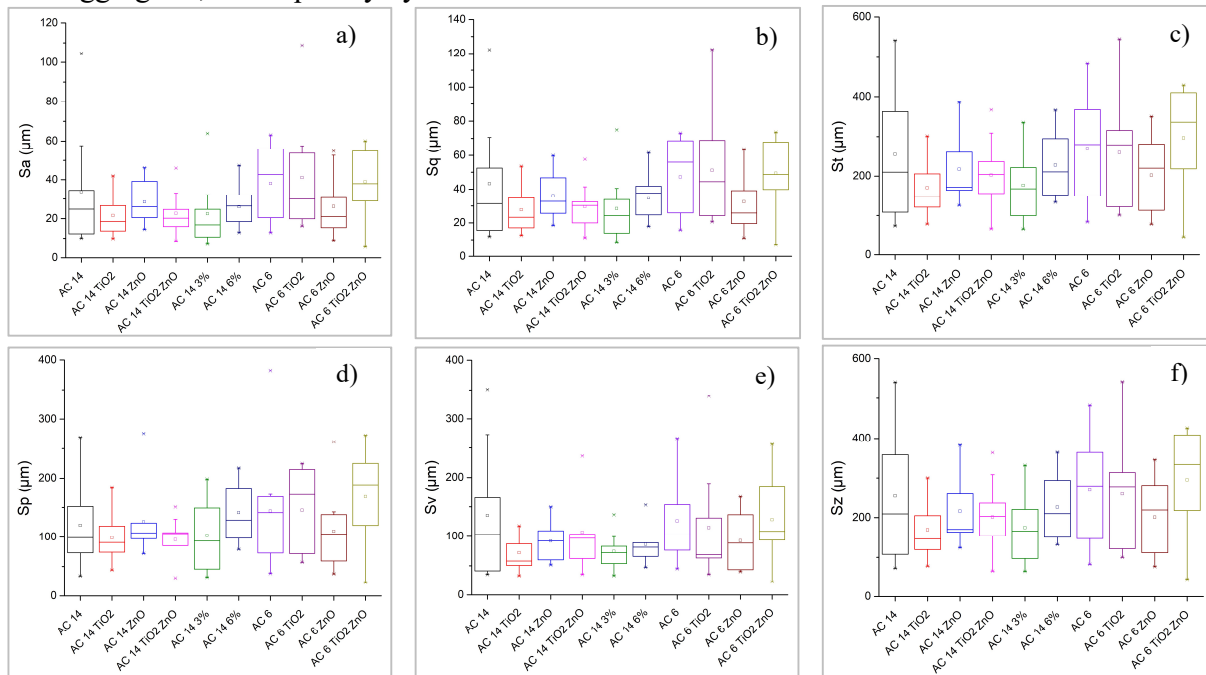 a)
120
100
80
60
40
20
0
Sa (µm)
AC 14
AC 14 TiO2
AC 14 ZnO
AC 14 TiO2 ZnO
AC 14 3%
AC 14 6%
AC 6
AC 6 TiO2
AC 6 ZnO
AC 6 TiO2 ZnO
b)
140
120
100
80
60
40
20
0
Sq (µm)
AC 14
AC 14 TiO2
AC 14 ZnO
AC 14 TiO2 ZnO
AC 14 3%
AC 14 6%
AC 6
AC 6 TiO2
AC 6 ZnO
AC 6 TiO2 ZnO
c)
600
400
200
0
St (µm)
AC 14
AC 14 TiO2
AC 14 ZnO
AC 14 TiO2 ZnO
AC 14 3%
AC 14 6%
AC 6
AC 6 TiO2
AC 6 ZnO
AC 6 TiO2 ZnO
d)
400
300
200
100
0
Sp (µm)
AC 14
AC 14 TiO2
AC 14 ZnO
AC 14 TiO2 ZnO
AC 14 3%
AC 14 6%
AC 6
AC 6 TiO2
AC 6 ZnO
AC 6 TiO2 ZnO
e)
400
300
200
100
0
Sv (µm)
AC 14
AC 14 TiO2
AC 14 ZnO
AC 14 TiO2 ZnO
AC 14 3%
AC 14 6%
AC 6
AC 6 TiO2
AC 6 ZnO
AC 6 TiO2 ZnO
f)
600
400
200
0
Sz (µm)
AC 14
AC 14 TiO2
AC 14 ZnO
AC 14 TiO2 ZnO
AC 14 3%
AC 14 6%
AC 6
AC 6 TiO2
AC 6 ZnO
AC 6 TiO2 ZnO